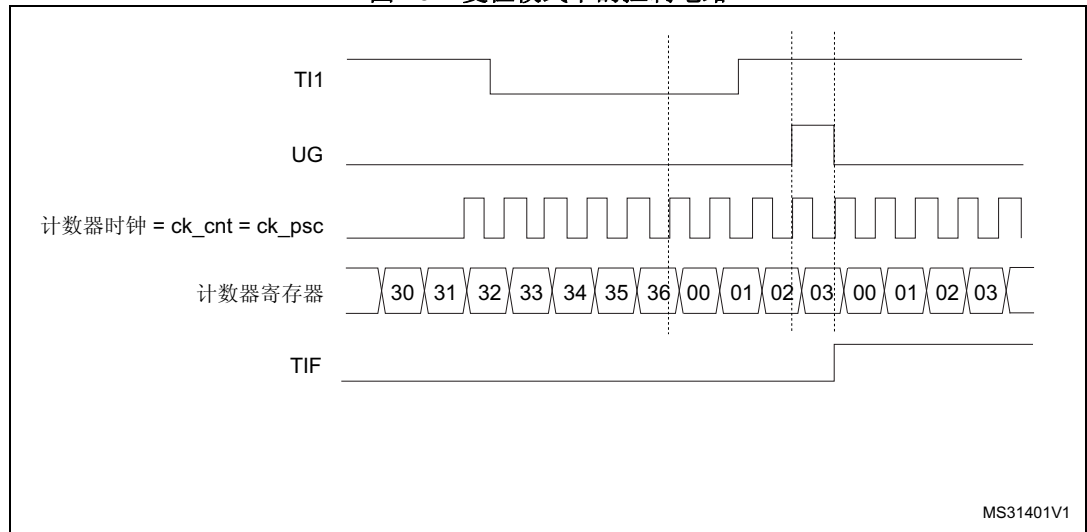 TI1
UG
计数器时钟 = ck_cnt = ck_psc
计数器寄存器 30 31 32 33 34 35 36 00 01 02 03 00 01 02 03
TIF
MS31401V1